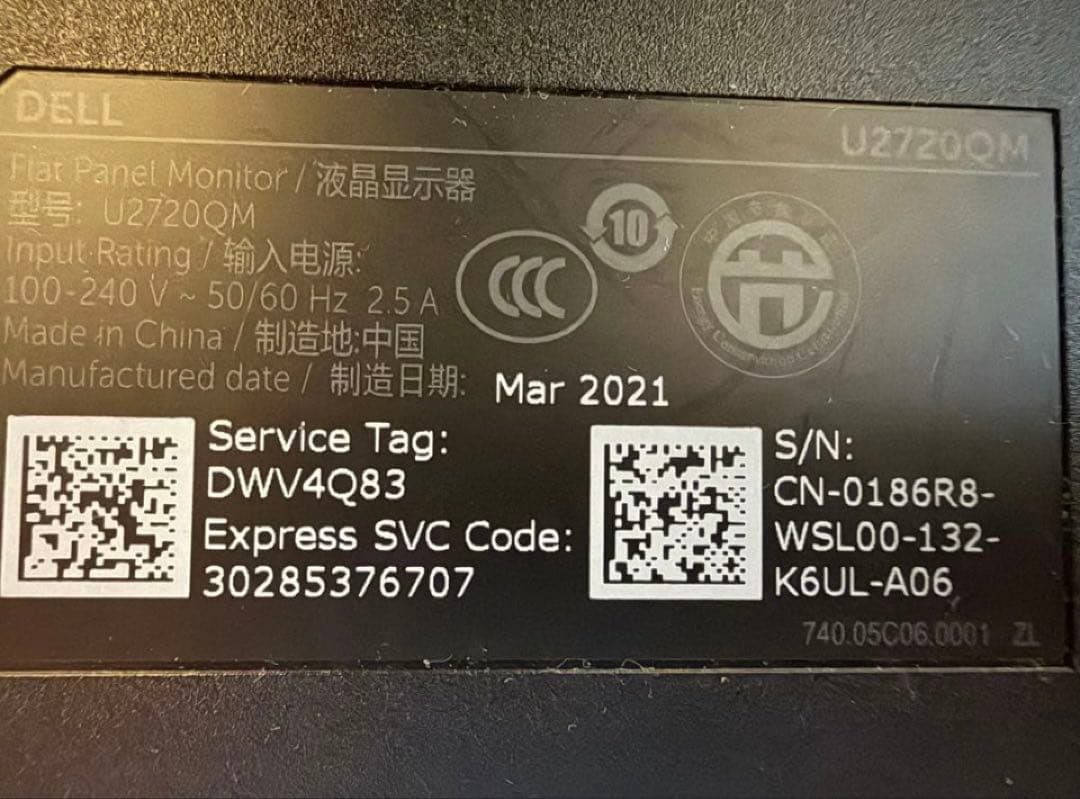 DELL
U2720QM
Flat Panel Monitor / 液晶显示器
型号: U2720QM
Input Rating / 输入电源:
100-240 V ~ 50/60 Hz 2.5 A
Made in China / 制造地:中国
Manufactured date / 制造日期: Mar 2021
CCC
10
Service Tag:
DWV4Q83
Express SVC Code:
30285376707
S/N:
CN-0186R8-
WSL00-132-
K6UL-A06
740.05C06.0001 ZL